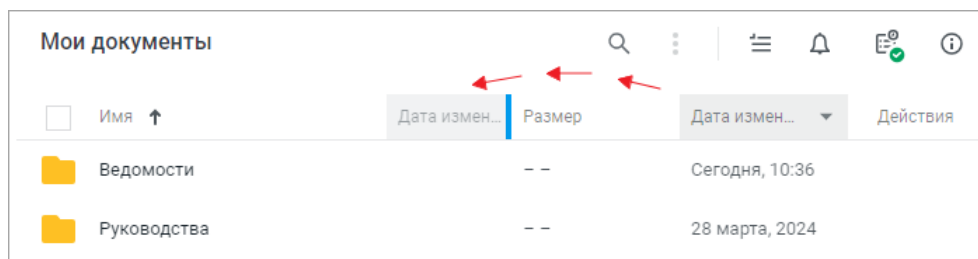 Мои документы
Имя Дата измен... Размер Дата измен... Действия
Ведомости – – Сегодня, 10:36
Руководства – – 28 марта, 2024